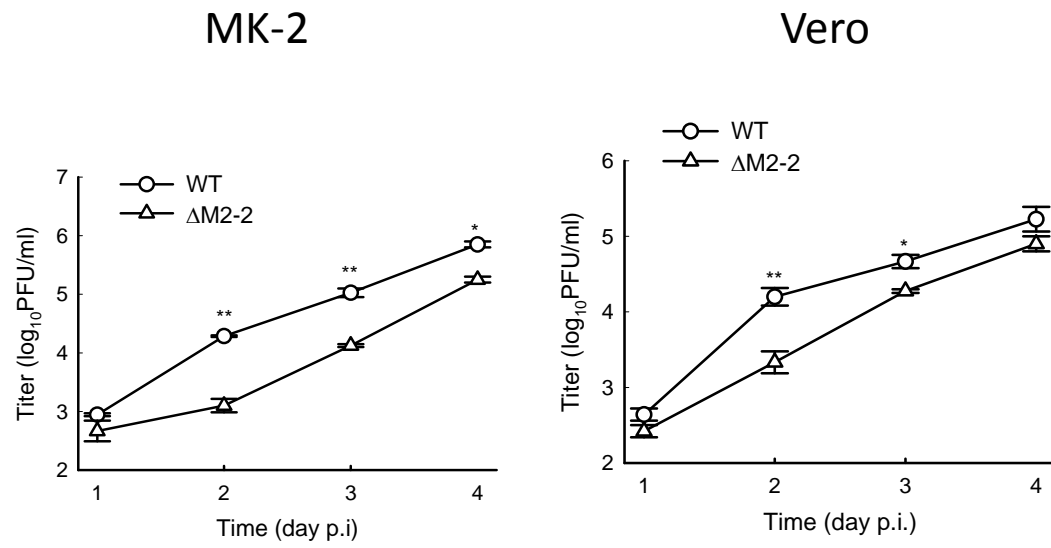 MK-2
WT
ΔM2-2
Titer (log10PFU/ml)
7
6
5
4
3
2
**
**
*
1 2 3 4
Time (day p.i)
Vero
WT
ΔM2-2
Titer (log10PFU/ml)
6
5
4
3
2
**
*
1 2 3 4
Time (day p.i.)